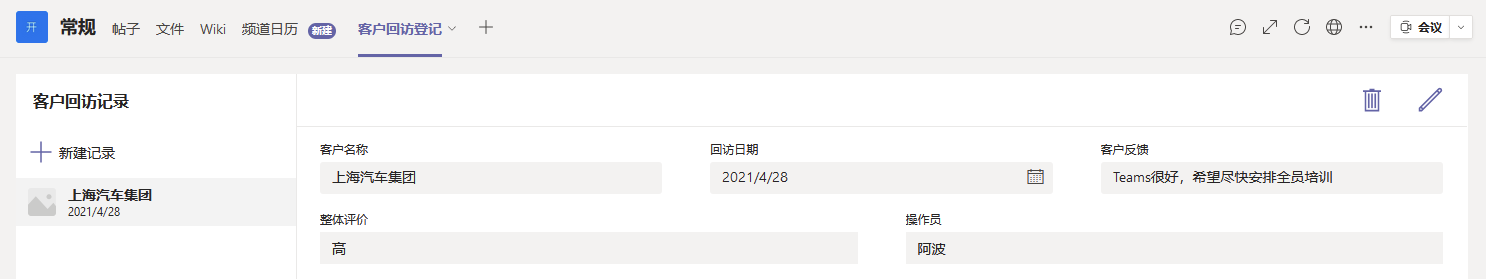 开 常规 帖子 文件 Wiki 频道日历 新建 客户回访登记 会议
客户回访记录
新建记录
上海汽车集团
2021/4/28
客户名称 回访日期 客户反馈
上海汽车集团 2021/4/28 Teams很好，希望尽快安排全员培训
整体评价 操作员
高 阿波